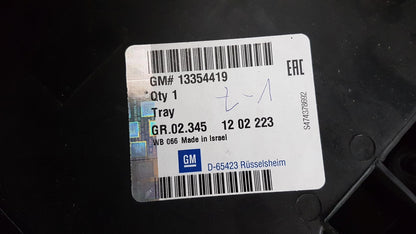 GM# 13354419
Qty 1
Tray
GR.02.345 12 02 223
WB 066 Made in Israel
GM
D-65423 Rüsselsheim
EAC
S474378692